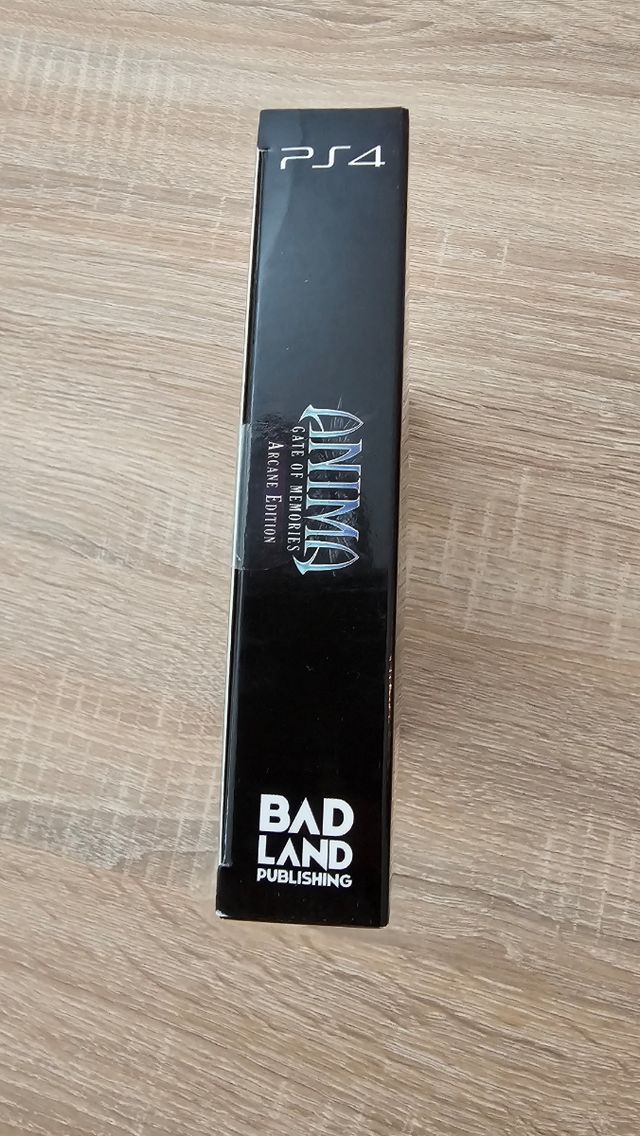 PS4
ANIMA
GATE OF MEMORIES
ARCANE EDITION
BAD
LAND
PUBLISHING